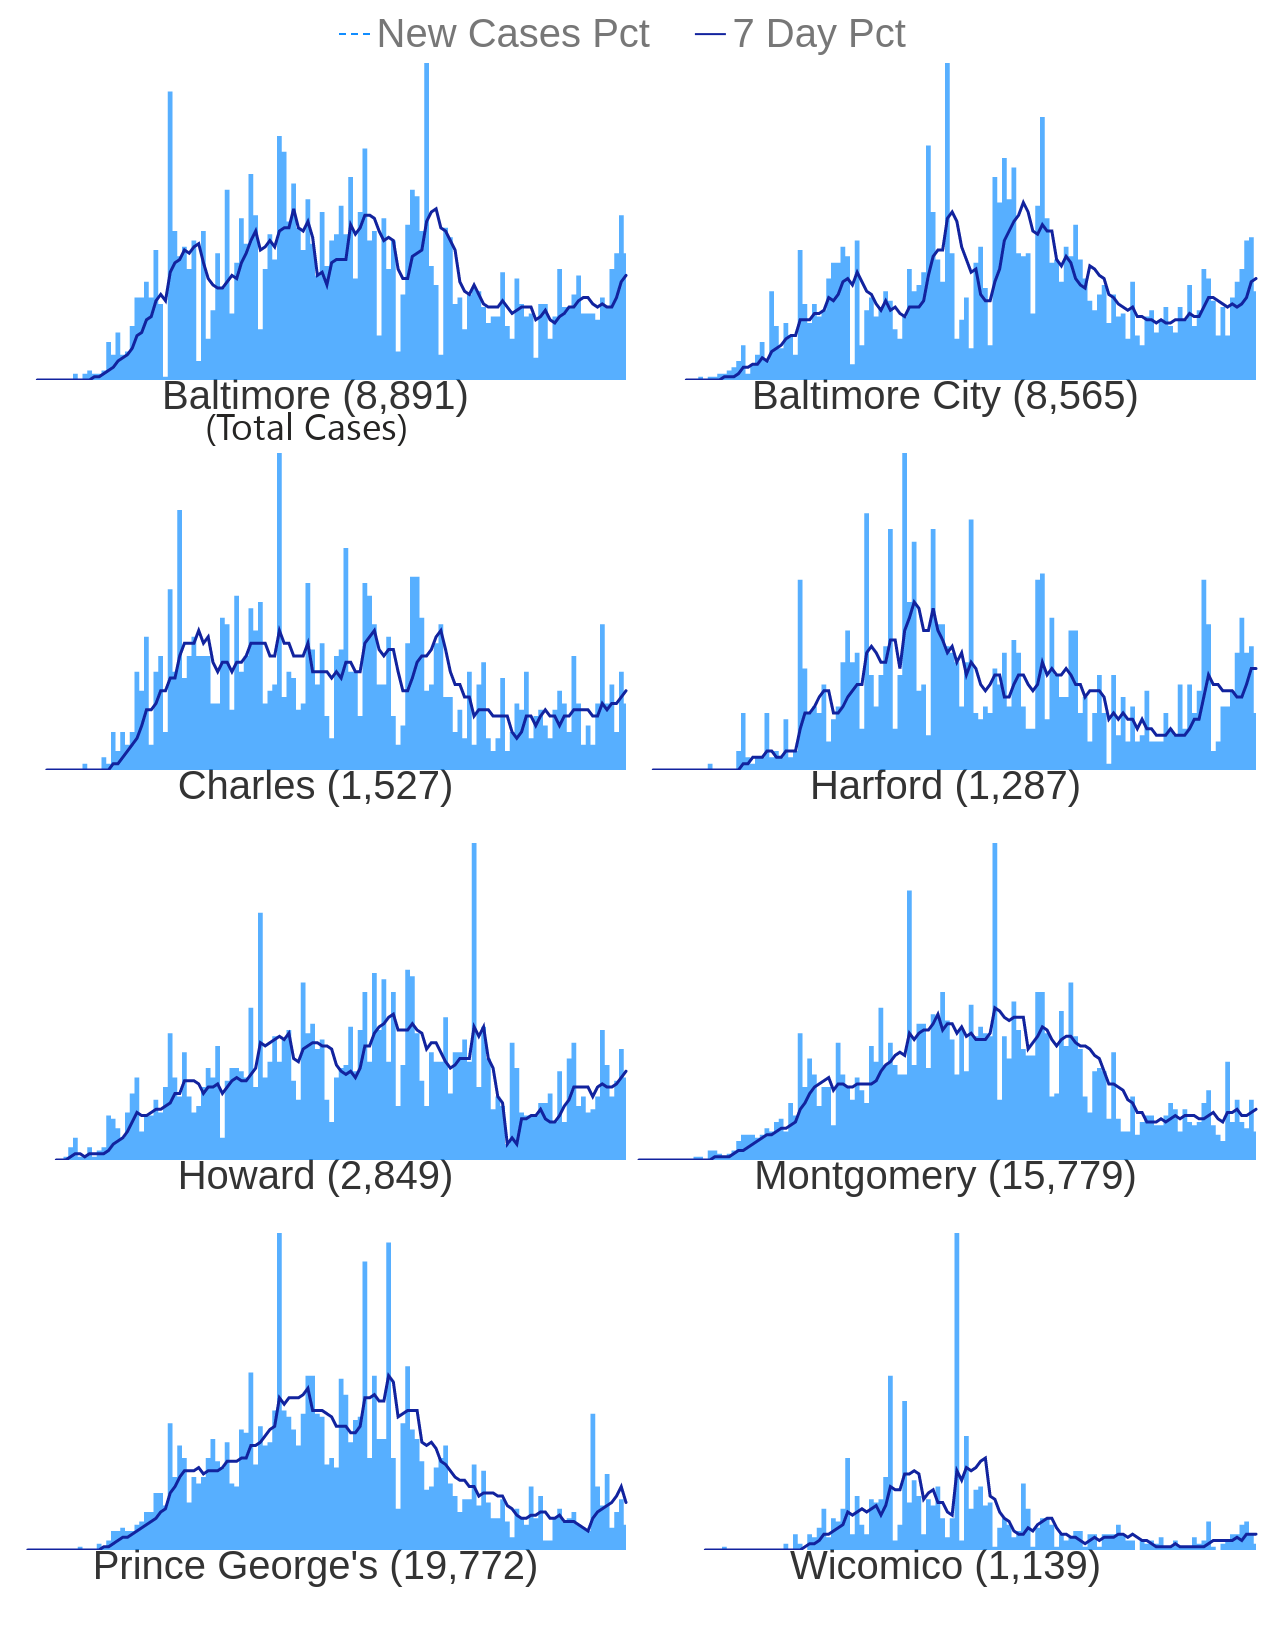 New Cases Pct 7 Day Pct
Baltimore (8,891) Baltimore City (8,565)
(Total Cases)
Charles (1,527) Harford (1,287)
Howard (2,849) Montgomery (15,779)
Prince George's (19,772) Wicomico (1,139)